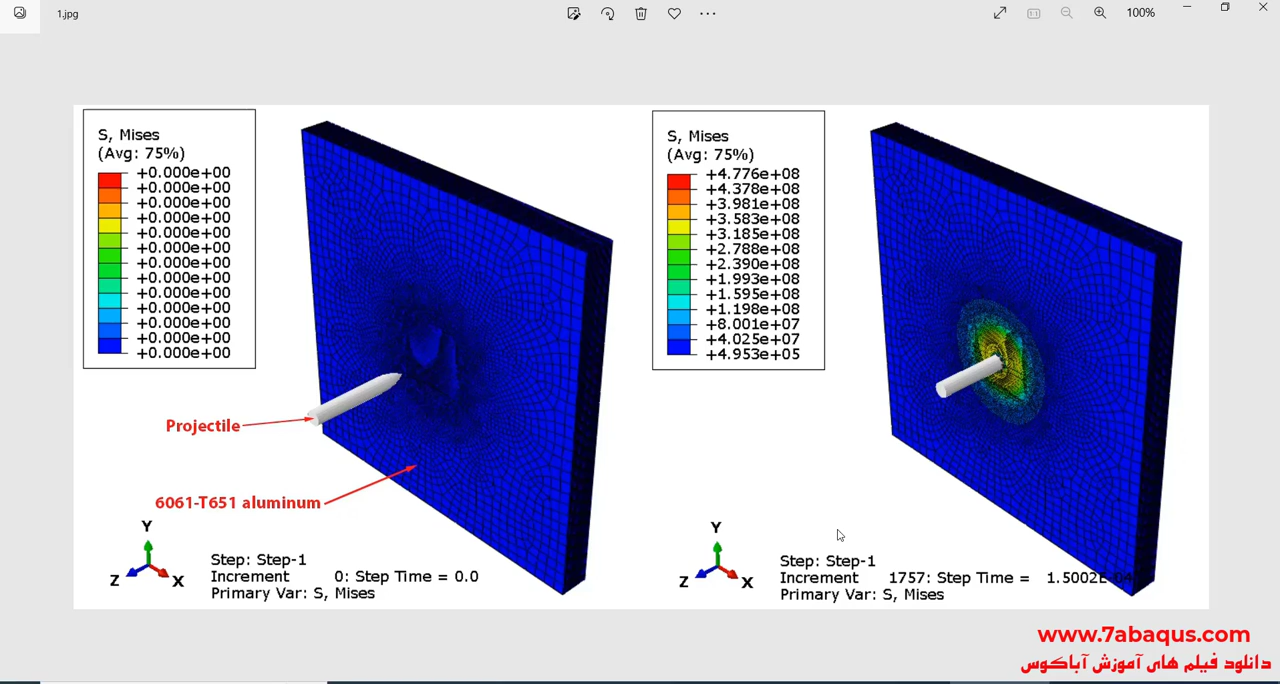 1.jpg
100%
S, Mises
(Avg: 75%)
+0.000e+00
+0.000e+00
+0.000e+00
+0.000e+00
+0.000e+00
+0.000e+00
+0.000e+00
+0.000e+00
+0.000e+00
+0.000e+00
+0.000e+00
+0.000e+00
+0.000e+00
Projectile
6061-T651 aluminum
Y
Z
X
Step: Step-1
Increment 0: Step Time = 0.0
Primary Var: S, Mises
S, Mises
(Avg: 75%)
+4.776e+08
+4.378e+08
+3.981e+08
+3.583e+08
+3.185e+08
+2.788e+08
+2.390e+08
+1.993e+08
+1.595e+08
+1.198e+08
+8.001e+07
+4.025e+07
+4.953e+05
Y
Z
X
Step: Step-1
Increment 1757: Step Time = 1.5002E-04
Primary Var: S, Mises
www.7abaqus.com
دانلود فیلم های آموزش آباکوس